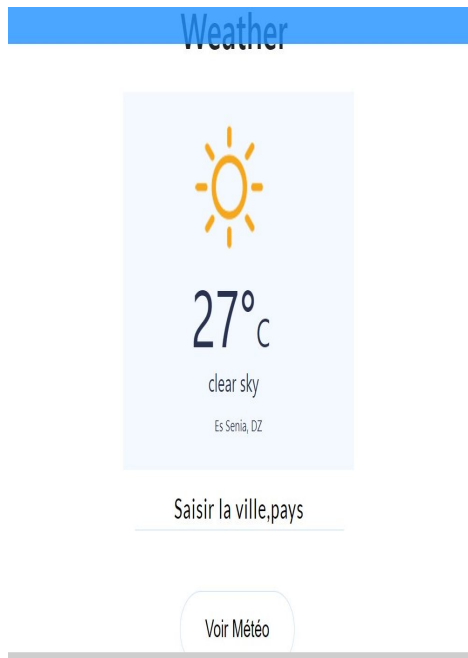 Weather
27°C
clear sky
Es Senia, DZ
Saisir la ville,pays
Voir Météo